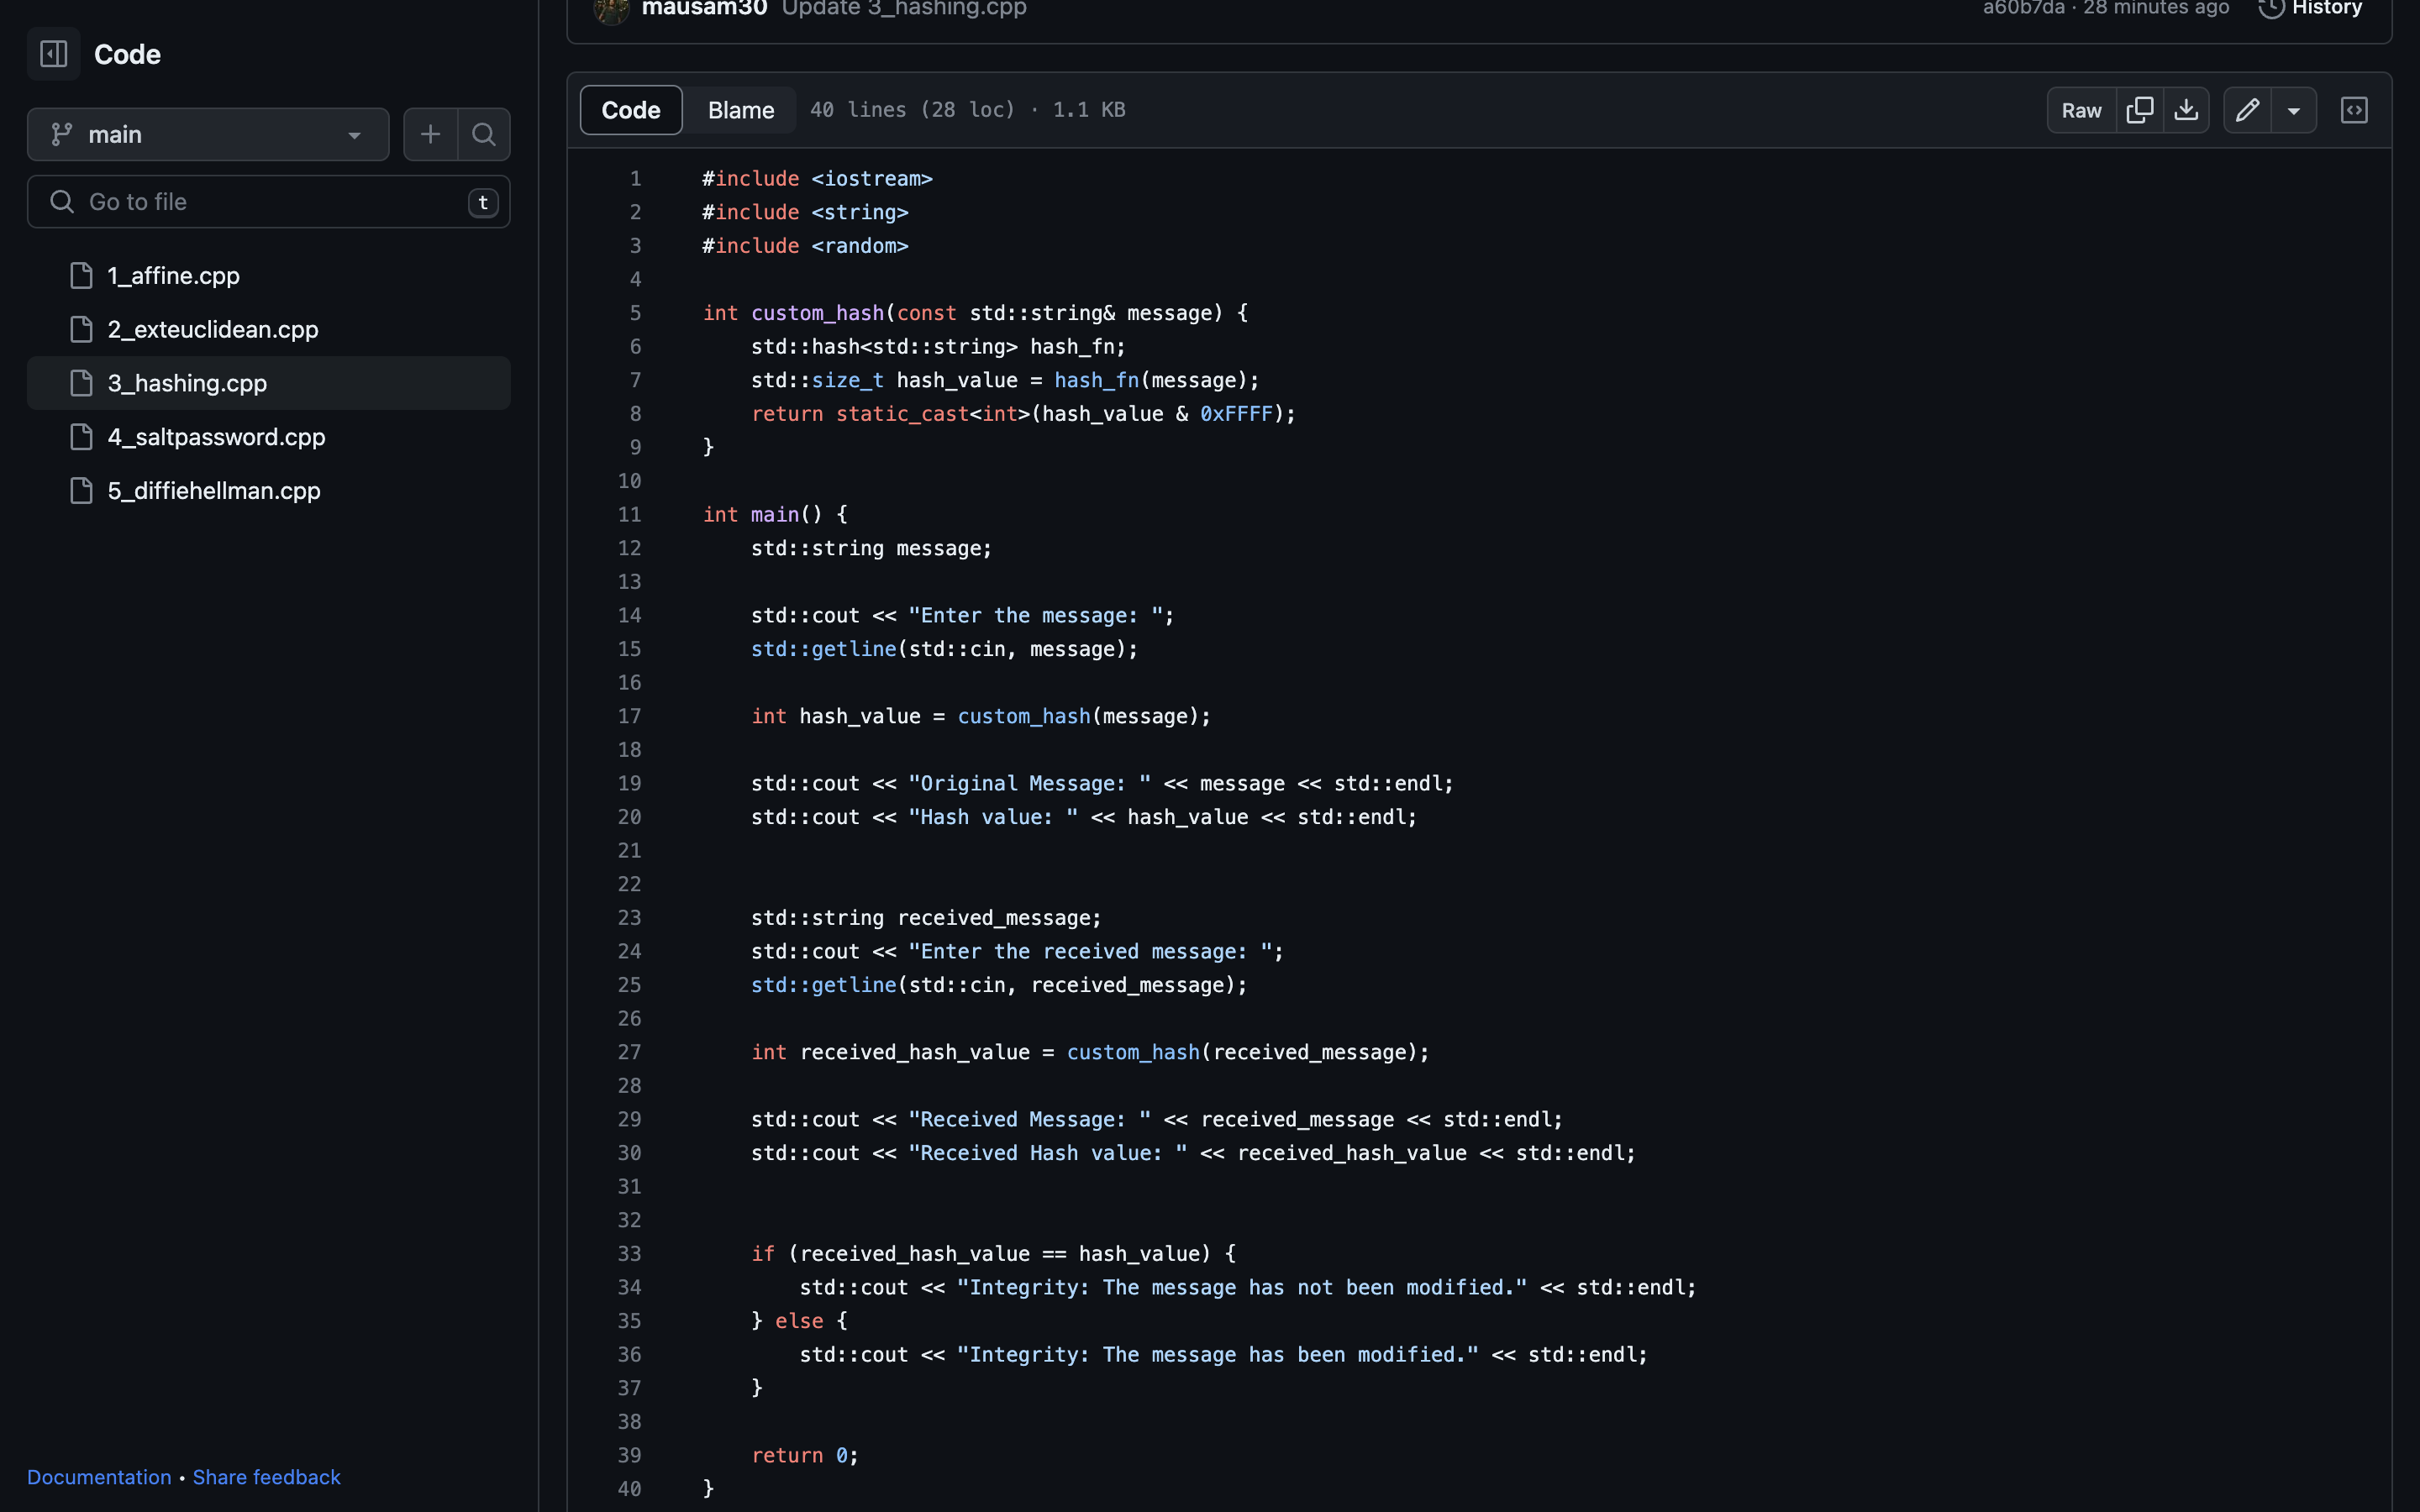 Code
main
Go to file t
1_affine.cpp
2_exteuclidean.cpp
3_hashing.cpp
4_saltpassword.cpp
5_diffiehellman.cpp
Documentation • Share feedback
mausam30 Update 3_hashing.cpp a60b7da · 28 minutes ago History
Code Blame 40 lines (28 loc) · 1.1 KB Raw
1 #include <iostream>
2 #include <string>
3 #include <random>
4
5 int custom_hash(const std::string& message) {
6     std::hash<std::string> hash_fn;
7     std::size_t hash_value = hash_fn(message);
8     return static_cast<int>(hash_value & 0xFFFF);
9 }
10
11 int main() {
12     std::string message;
13
14     std::cout << "Enter the message: ";
15     std::getline(std::cin, message);
16
17     int hash_value = custom_hash(message);
18
19     std::cout << "Original Message: " << message << std::endl;
20     std::cout << "Hash value: " << hash_value << std::endl;
21
22
23     std::string received_message;
24     std::cout << "Enter the received message: ";
25     std::getline(std::cin, received_message);
26
27     int received_hash_value = custom_hash(received_message);
28
29     std::cout << "Received Message: " << received_message << std::endl;
30     std::cout << "Received Hash value: " << received_hash_value << std::endl;
31
32
33     if (received_hash_value == hash_value) {
34         std::cout << "Integrity: The message has not been modified." << std::endl;
35     } else {
36         std::cout << "Integrity: The message has been modified." << std::endl;
37     }
38
39     return 0;
40 }